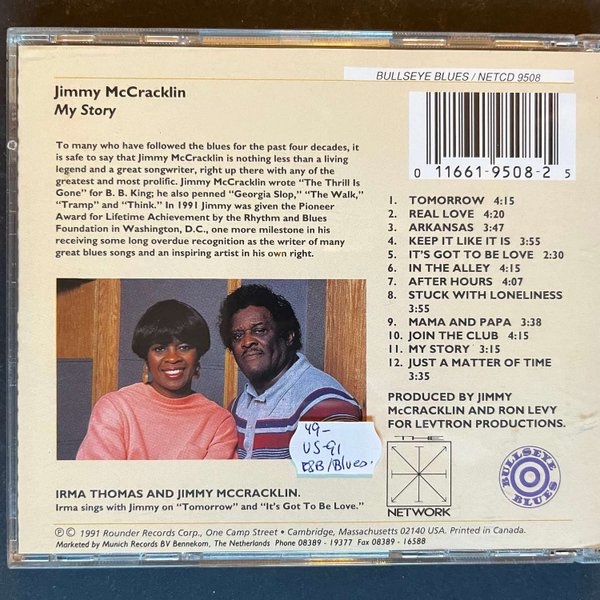 BULLSEYE BLUES / NETCD 9508
Jimmy McCracklin
My Story
To many who have followed the blues for the past four decades, it
is safe to say that Jimmy McCracklin is nothing less than a living
legend and a great songwriter, right up there with any of the
greatest and most prolific. Jimmy McCracklin wrote “The Thrill Is
Gone” for B. B. King; he also penned “Georgia Slop,” “The Walk,”
“Tramp” and “Think.” In 1991 Jimmy was given the Pioneer
Award for Lifetime Achievement by the Rhythm and Blues
Foundation in Washington, D.C., one more milestone in his
receiving some long overdue recognition as the writer of many
great blues songs and an inspiring artist in his own right.
0 11661-9508-2 5
1. TOMORROW 4:15
2. REAL LOVE 4:20
3. ARKANSAS 3:47
4. KEEP IT LIKE IT IS 3:55
5. IT'S GOT TO BE LOVE 2:30
6. IN THE ALLEY 4:15
7. AFTER HOURS 4:07
8. STUCK WITH LONELINESS
3:55
9. MAMA AND PAPA 3:38
10. JOIN THE CLUB 4:15
11. MY STORY 3:15
12. JUST A MATTER OF TIME
3:35
PRODUCED BY JIMMY
McCRACKLIN AND RON LEVY
FOR LEVTRON PRODUCTIONS.
49-
US-91
R&B/Blues.
THE
NETWORK
BULLSEYE
BLUES
IRMA THOMAS AND JIMMY MCCRACKLIN.
Irma sings with Jimmy on “Tomorrow” and “It's Got To Be Love.”
℗ © 1991 Rounder Records Corp., One Camp Street • Cambridge, Massachusetts 02140 USA. Printed in Canada.
Marketed by Munich Records BV Bennekom, The Netherlands Phone 08389 - 19377 Fax 08389 - 16588